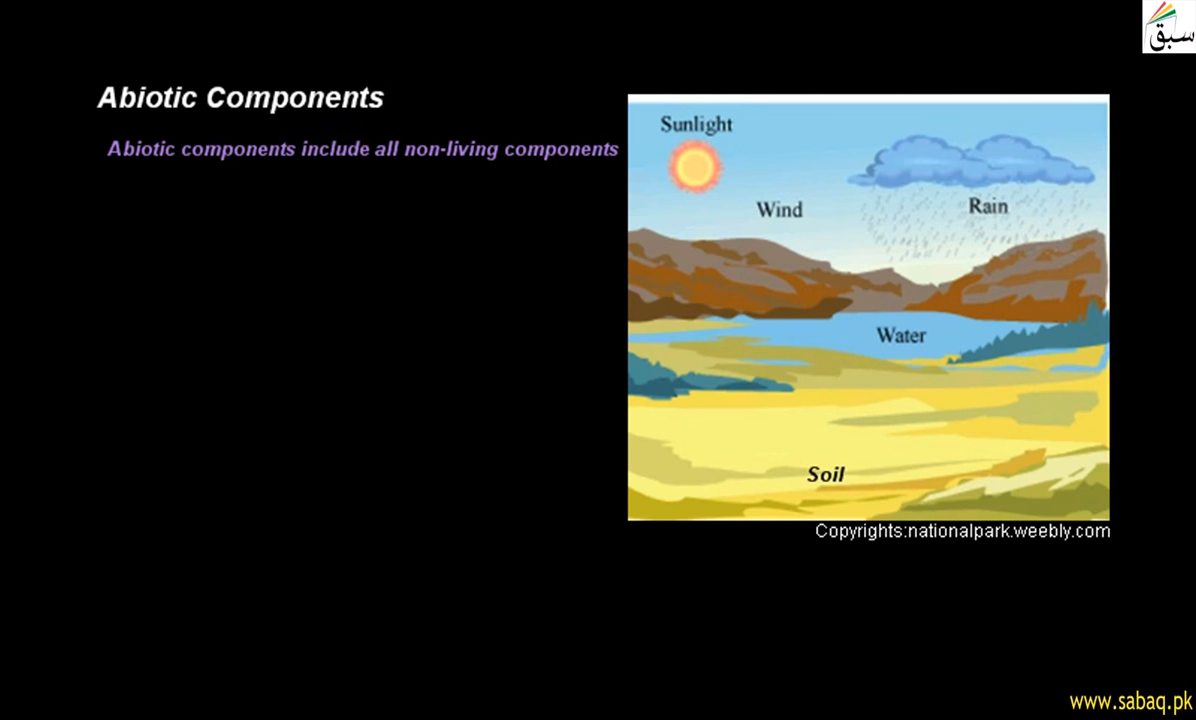 سبق
Abiotic Components
Abiotic components include all non-living components
Sunlight
Wind
Rain
Water
Soil
Copyrights:nationalpark.weebly.com
www.sabaq.pk